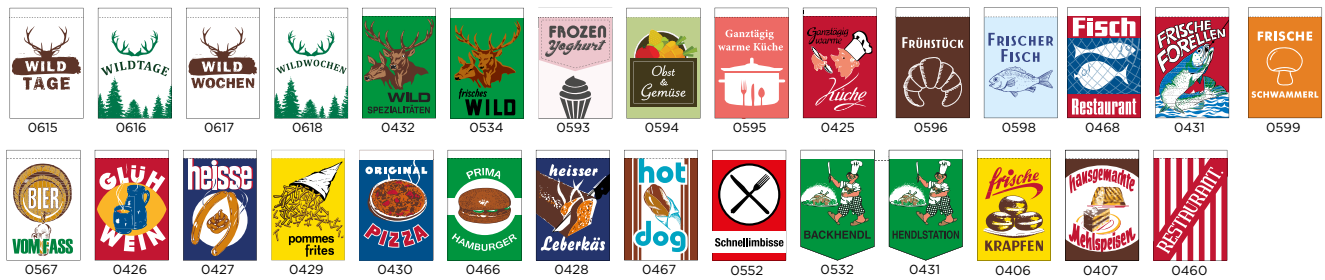 WILD
TAGE
0615
WILDTAGE
0616
WILD
WOCHEN
0617
WILDWOCHEN
0618
WILD
SPEZIALITÄTEN
0432
frisches
WILD
0534
FROZEN
Yoghurt
0593
Obst
&
Gemüse
0594
Ganztägig
warme Küche
0595
Ganztägig
warme
Küche
0425
FRÜHSTÜCK
0596
FRISCHER
FISCH
0598
Fisch
Restaurant
0468
FRISCHE
FORELLEN
0431
FRISCHE
SCHWAMMERL
0599
BIER
VOM FASS
0567
GLÜH
WEIN
0426
heisse
0427
pommes
frites
0429
ORIGINAL
PIZZA
0430
PRIMA
HAMBURGER
0466
heisser
Leberkäs
0428
hot
dog
0467
Schnellimbisse
0552
BACKHENDL
0532
HENDLSTATION
0431
frische
KRAPFEN
0406
hausgemachte
Mehlspeisen
0407
RESTAURANT
0460